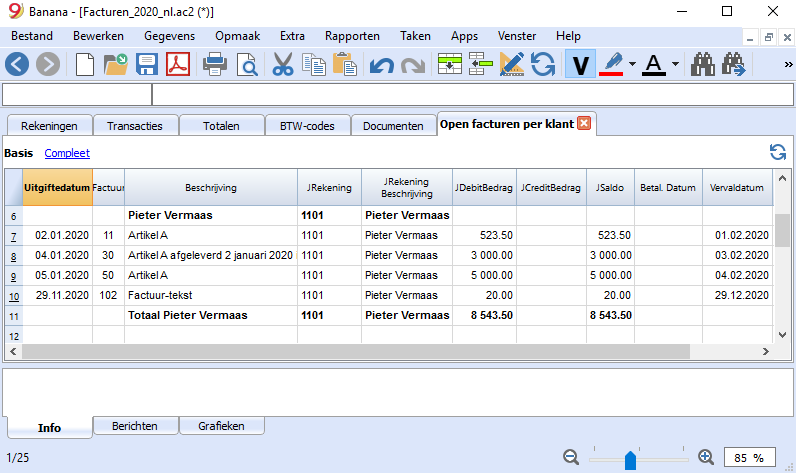 Banana - [Facturen_2020_nl.ac2 (*)]
Bestand Bewerken Gegevens Opmaak Extra Rapporten Taken Apps Venster Help
V A »
Rekeningen Transacties Totalen BTW-codes Documenten Open facturen per klant
Basis Compleet
Uitgiftedatum Factuur Beschrijving JRekening JRekening Beschrijving JDebitBedrag JCreditBedrag JSaldo Betal. Datum Vervaldatum
6 Pieter Vermaas 1101 Pieter Vermaas
7 02.01.2020 11 Artikel A 1101 Pieter Vermaas 523.50 523.50 01.02.2020
8 04.01.2020 30 Artikel A afgeleverd 2 januari 2020 1101 Pieter Vermaas 3 000.00 3 000.00 03.02.2020
9 05.01.2020 50 Artikel A 1101 Pieter Vermaas 5 000.00 5 000.00 04.02.2020
10 29.11.2020 102 Factuur-tekst 1101 Pieter Vermaas 20.00 20.00 29.12.2020
11 Totaal Pieter Vermaas 1101 Pieter Vermaas 8 543.50 8 543.50
12
Info Berichten Grafieken
1/25 85 %